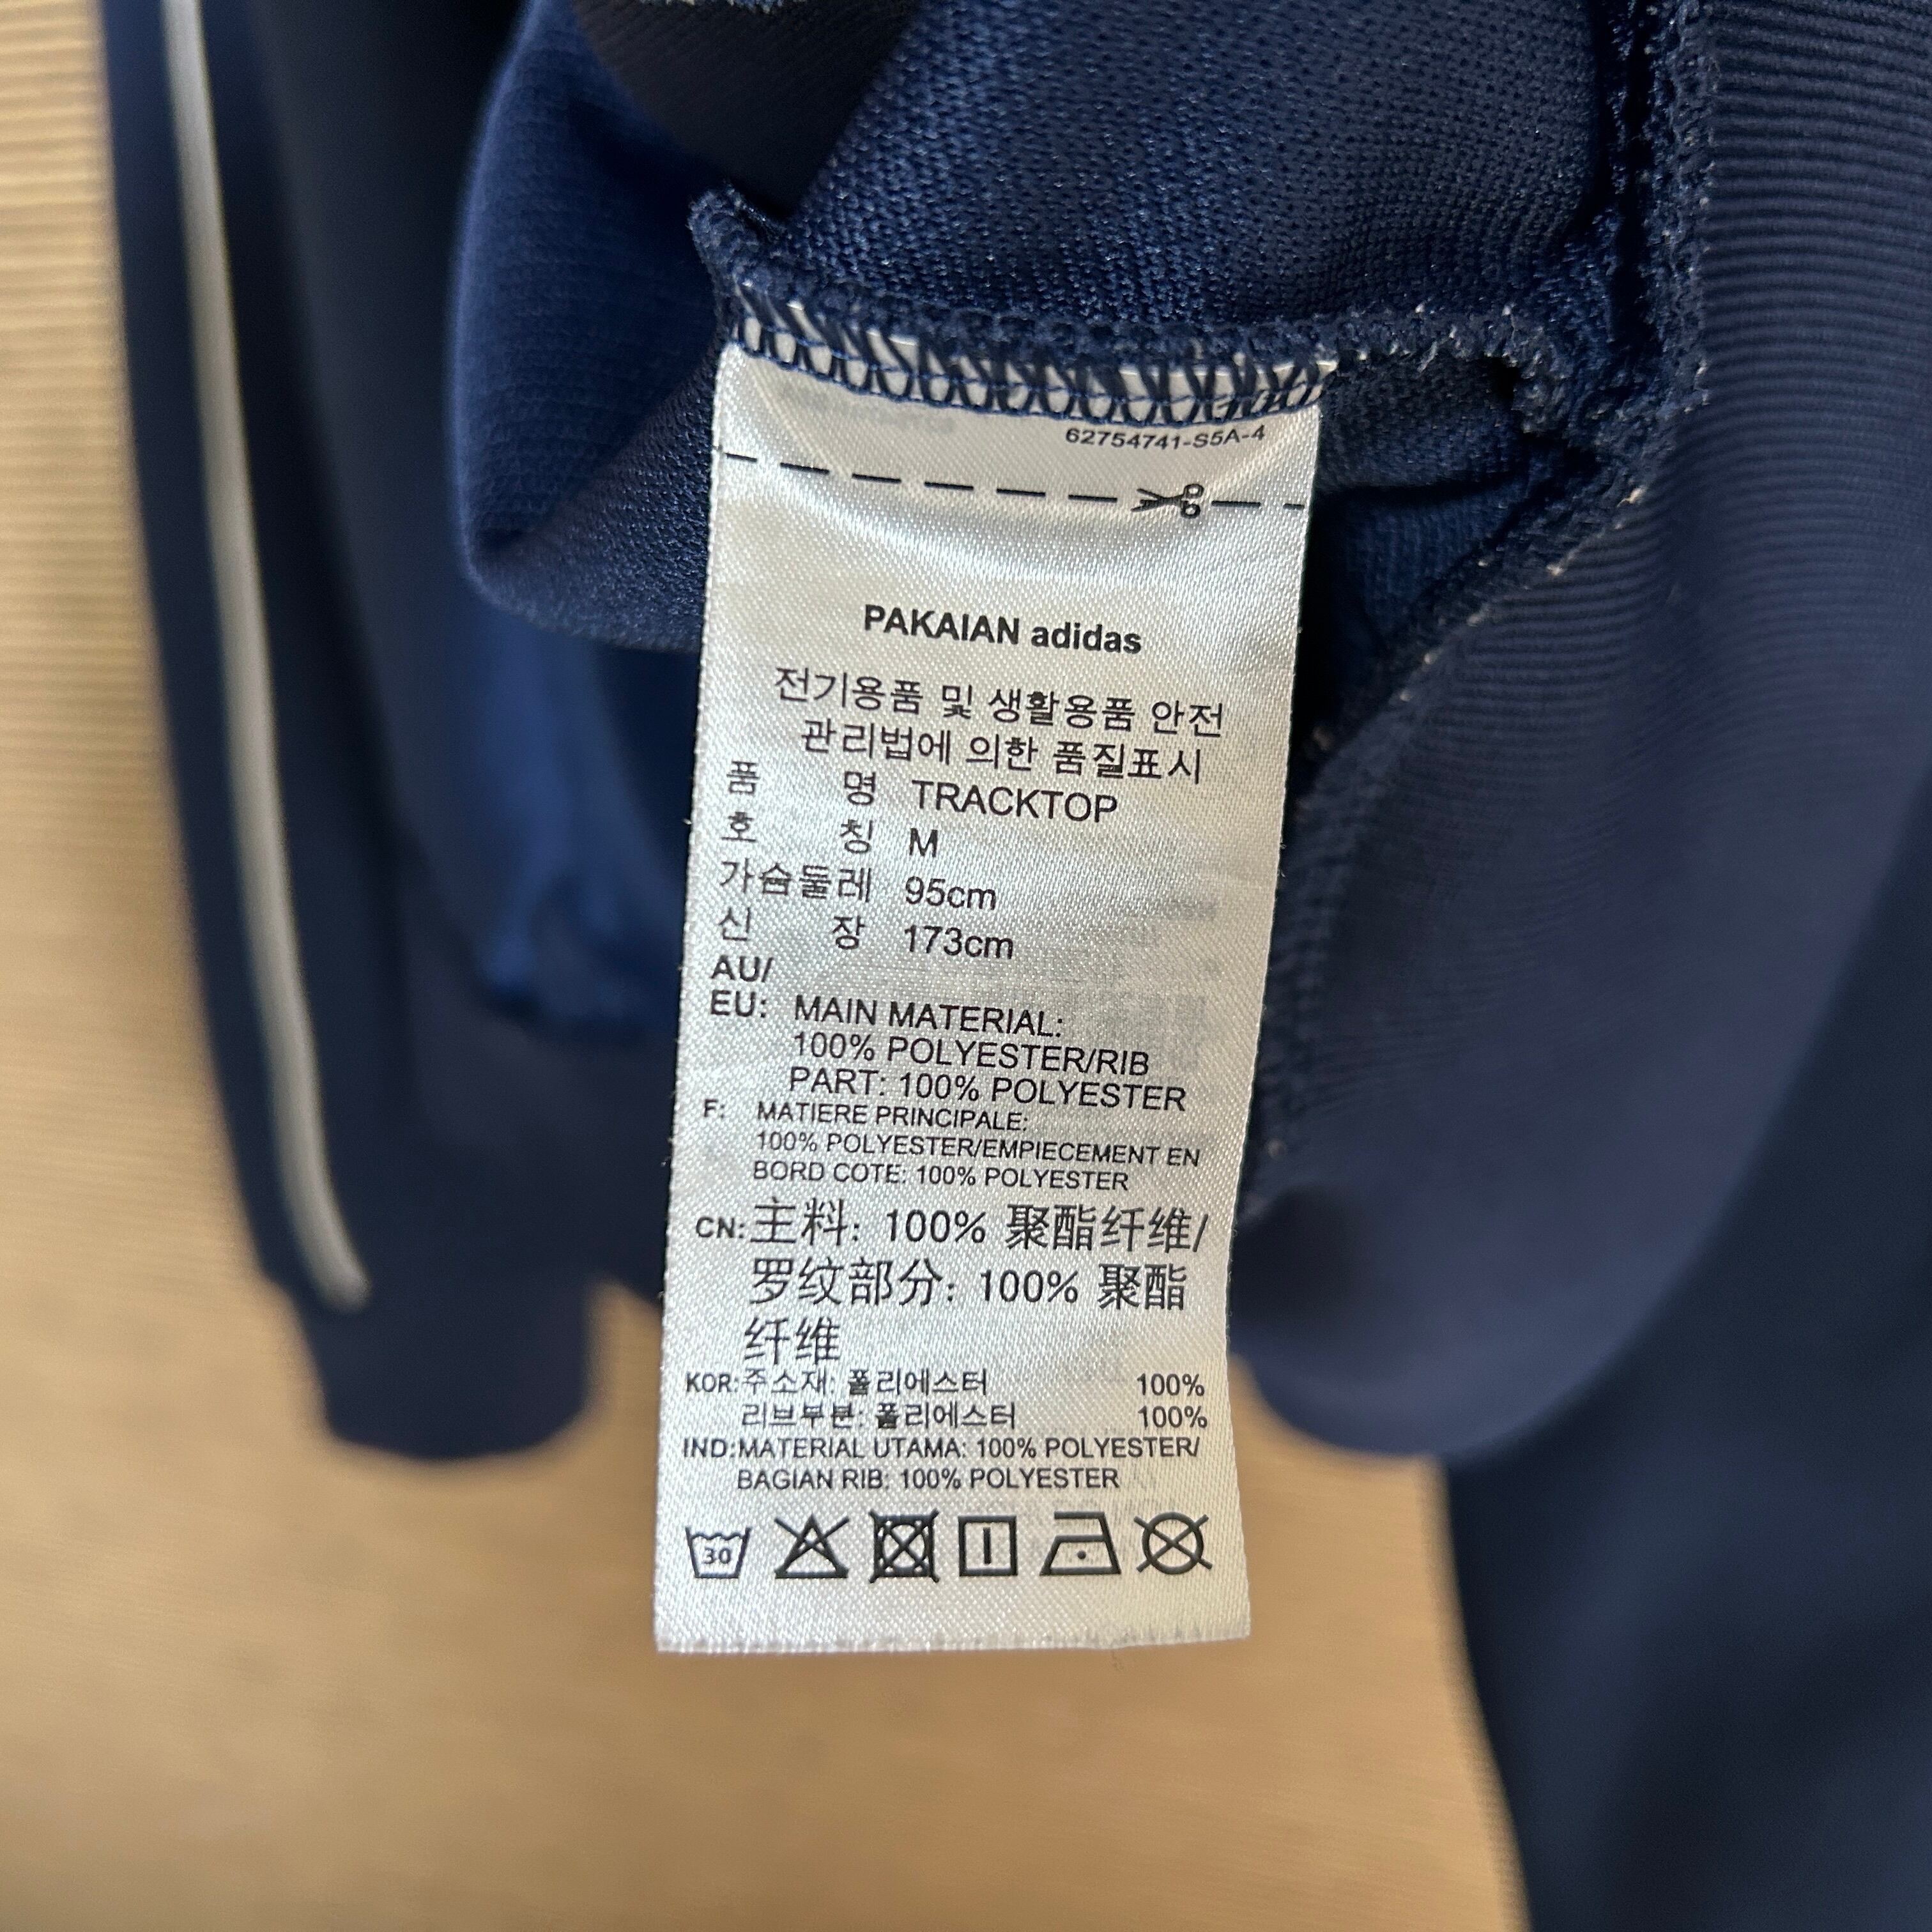 62754741-S5A-4
PAKAIAN adidas
전기용품 및 생활용품 안전
관리법에 의한 품질표시
품 명 TRACKTOP
호 칭 M
가슴둘레 95cm
신 장 173cm
AU/
EU: MAIN MATERIAL:
100% POLYESTER/RIB
PART: 100% POLYESTER
F: MATIERE PRINCIPALE:
100% POLYESTER/EMPIECEMENT EN
BORD COTE: 100% POLYESTER
CN: 主料: 100% 聚酯纤维/
罗纹部分: 100% 聚酯
纤维
KOR: 주소재: 폴리에스터 100%
리브부분: 폴리에스터 100%
IND: MATERIAL UTAMA: 100% POLYESTER/
BAGIAN RIB: 100% POLYESTER
30